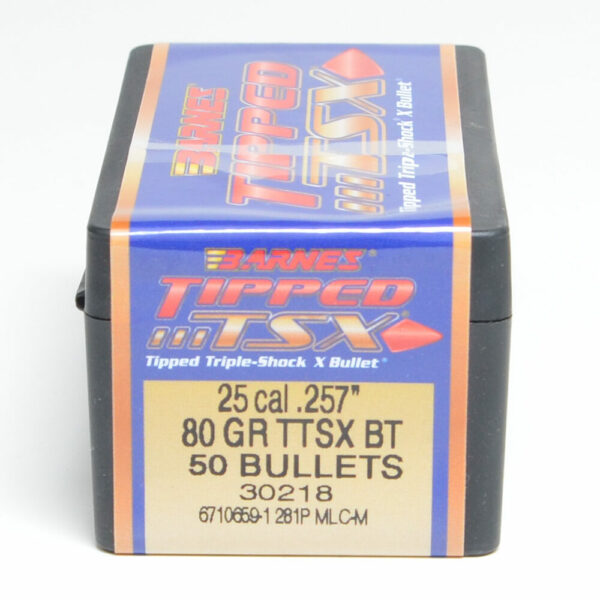 BARNES
TIPPED
TSX
Tipped Triple-Shock X Bullet®
BARNES
TIPPED
TSX
Tipped Triple-Shock X Bullet®
25 cal .257"
80 GR TTSX BT
50 BULLETS
30218
6710659-1 281P MLC-M